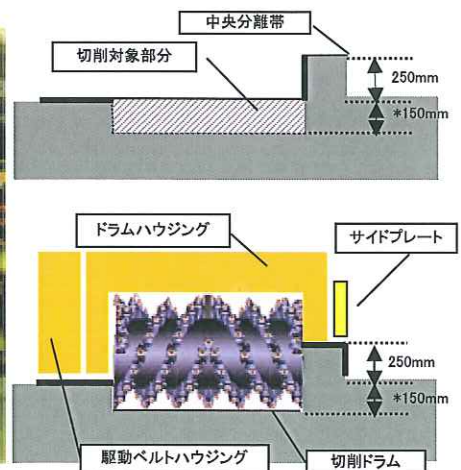 中央分離帯
切削対象部分
250mm
*150mm
ドラムハウジング
サイドプレート
250mm
*150mm
駆動ベルトハウジング
切削ドラム